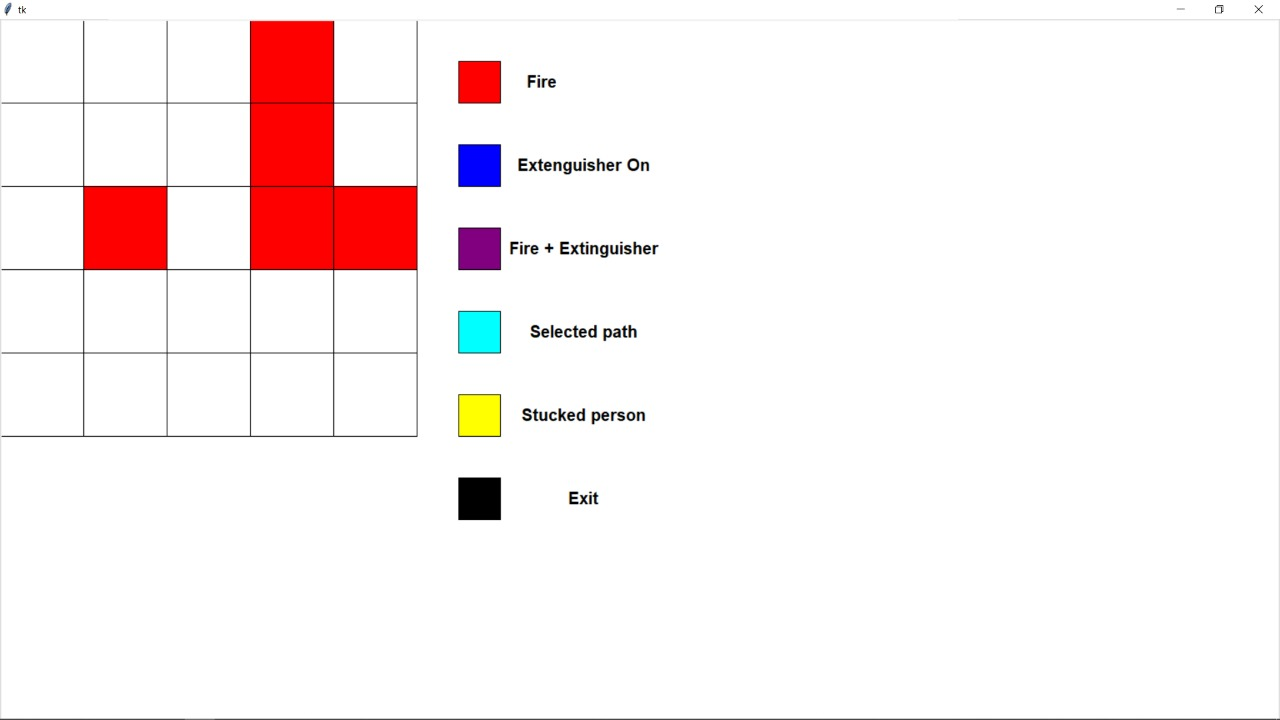 tk
Fire
Extenguisher On
Fire + Extinguisher
Selected path
Stucked person
Exit